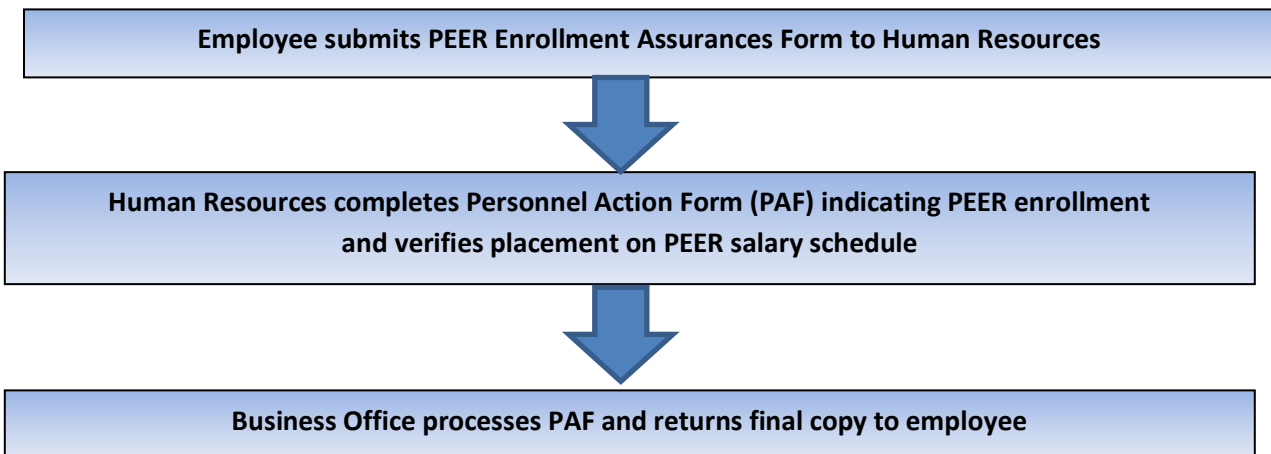 Employee submits PEER Enrollment Assurances Form to Human Resources
Human Resources completes Personnel Action Form (PAF) indicating PEER enrollment
and verifies placement on PEER salary schedule
Business Office processes PAF and returns final copy to employee